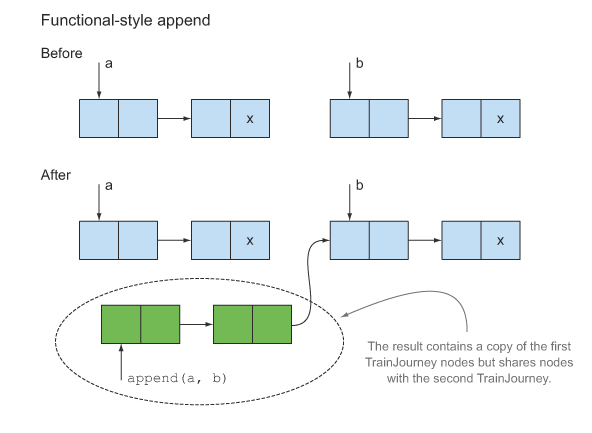 Functional-style append
Before
a
b
x
x
After
a
b
x
x
append(a, b)
The result contains a copy of the first
TrainJourney nodes but shares nodes
with the second TrainJourney.